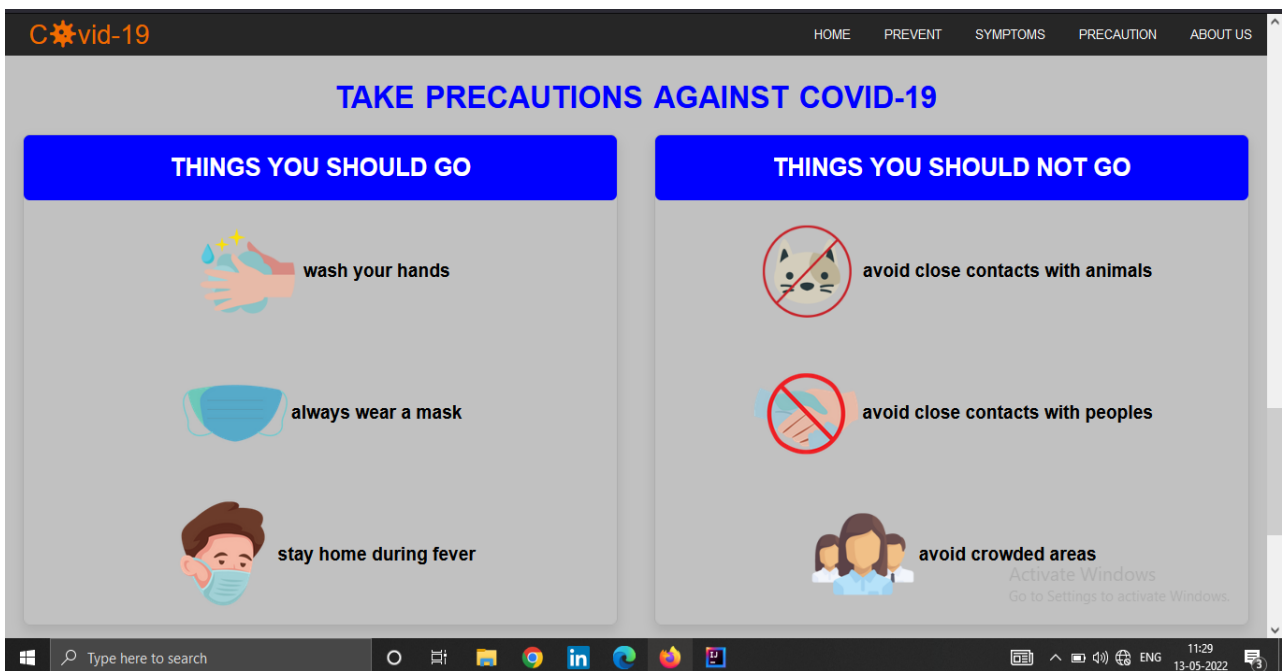 C vid-19
HOME PREVENT SYMPTOMS PRECAUTION ABOUT US
TAKE PRECAUTIONS AGAINST COVID-19
THINGS YOU SHOULD GO
wash your hands
always wear a mask
stay home during fever
THINGS YOU SHOULD NOT GO
avoid close contacts with animals
avoid close contacts with peoples
avoid crowded areas
Activate Windows
Go to Settings to activate Windows.
Type here to search
in
ENG
11:29
13-05-2022
3